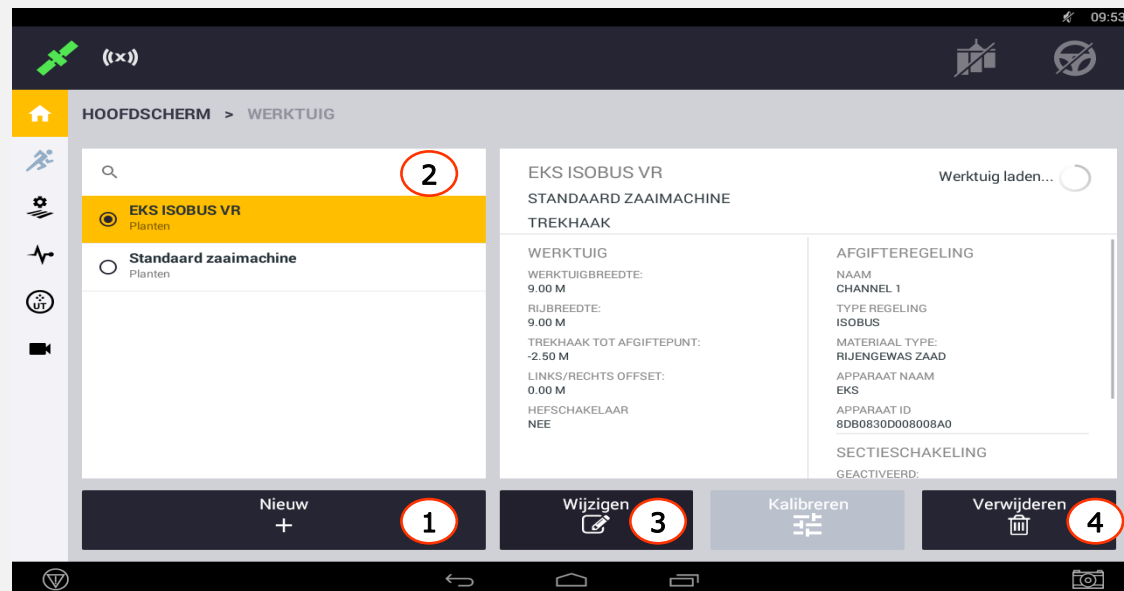 09:53
((×))
HOOFDSCHERM > WERKTUIG
2
EKS ISOBUS VR
Planten
Standaard zaaimachine
Planten
EKS ISOBUS VR
Werktuig laden...
STANDAARD ZAAIMACHINE
TREKHAAK
WERKTUIG
WERKTUIGBREEDTE:
9.00 M
RIJBREEDTE:
9.00 M
TREKHAAK TOT AFGIFTEPUNT:
-2.50 M
LINKS/RECHTS OFFSET:
0.00 M
HEFSCHAKELAAR
NEE
AFGIFTEREGELING
NAAM
CHANNEL 1
TYPE REGELING
ISOBUS
MATERIAAL TYPE:
RIJENGEWAS ZAAD
APPARAAT NAAM
EKS
APPARAAT ID
8DB0830D008008A0
SECTIESCHAKELING
GEACTIVEERD:
UT
Nieuw
+
1
Wijzigen
3
Kalibreren
Verwijderen
4